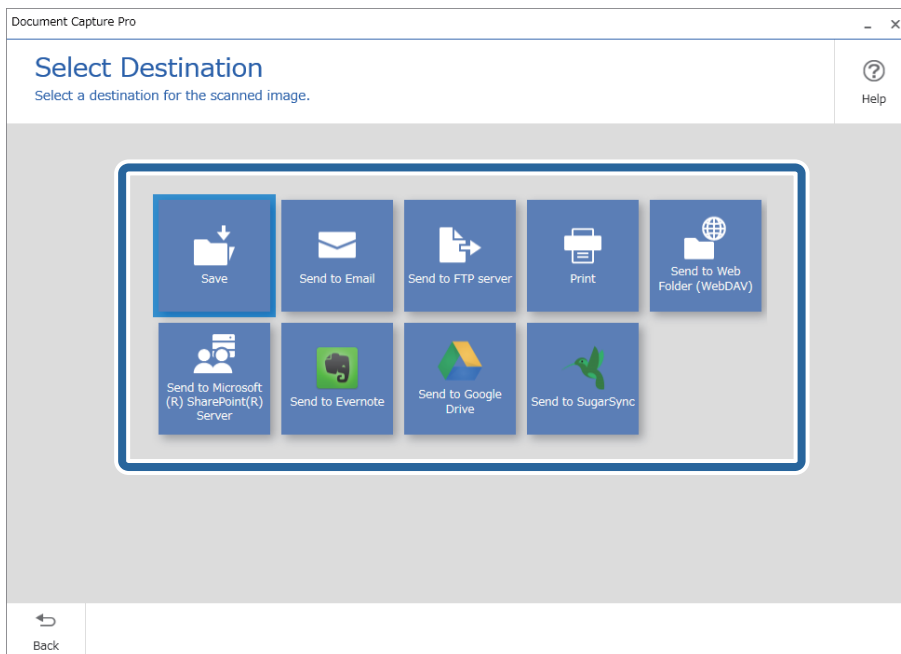 Document Capture Pro
Select Destination
Select a destination for the scanned image.
Help
Save
Send to Email
Send to FTP server
Print
Send to Web
Folder (WebDAV)
Send to Microsoft
(R) SharePoint(R)
Server
Send to Evernote
Send to Google
Drive
Send to SugarSync
Back